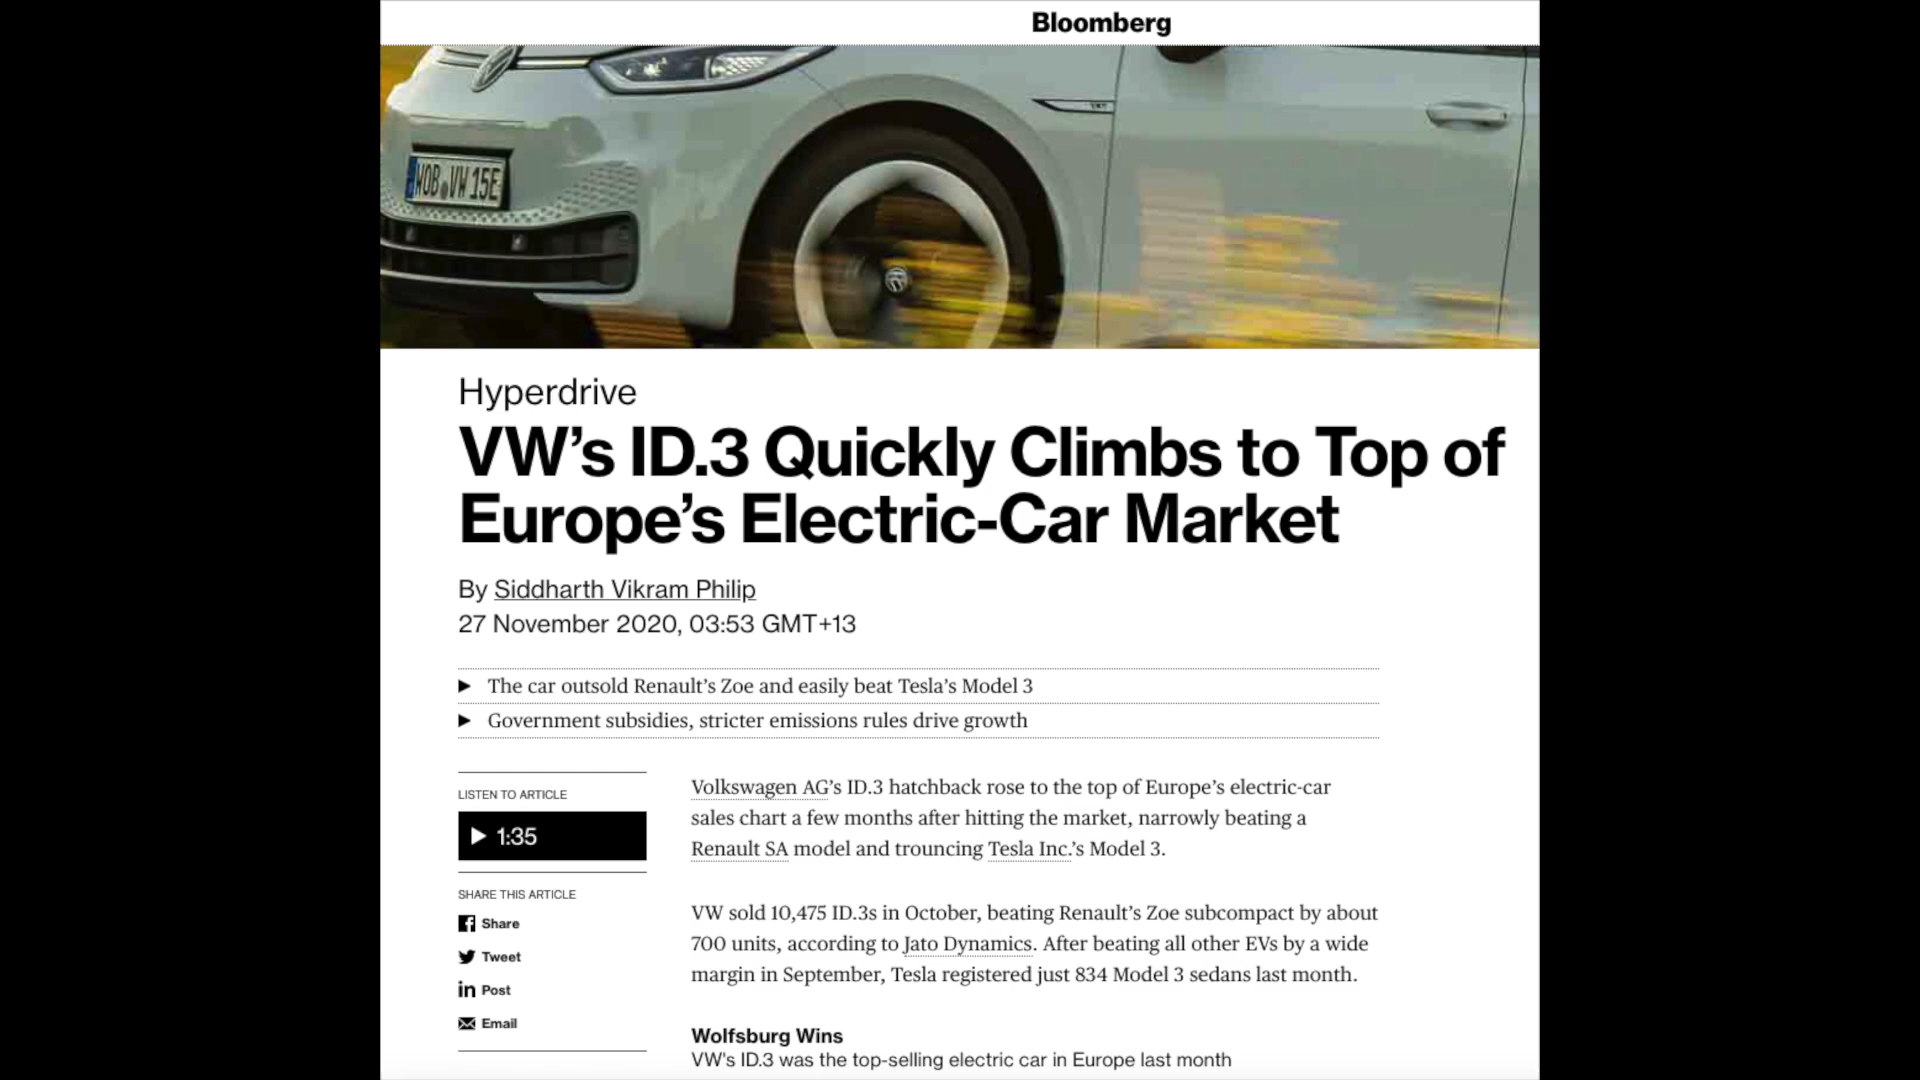 Bloomberg
WOB VW 15E
Hyperdrive
VW’s ID.3 Quickly Climbs to Top of
Europe’s Electric-Car Market
By Siddharth Vikram Philip
27 November 2020, 03:53 GMT+13
The car outsold Renault’s Zoe and easily beat Tesla’s Model 3
Government subsidies, stricter emissions rules drive growth
LISTEN TO ARTICLE
1:35
SHARE THIS ARTICLE
Share
Tweet
in Post
Email
Volkswagen AG’s ID.3 hatchback rose to the top of Europe’s electric-car
sales chart a few months after hitting the market, narrowly beating a
Renault SA model and trouncing Tesla Inc.’s Model 3.
VW sold 10,475 ID.3s in October, beating Renault’s Zoe subcompact by about
700 units, according to Jato Dynamics. After beating all other EVs by a wide
margin in September, Tesla registered just 834 Model 3 sedans last month.
Wolfsburg Wins
VW's ID.3 was the top-selling electric car in Europe last month